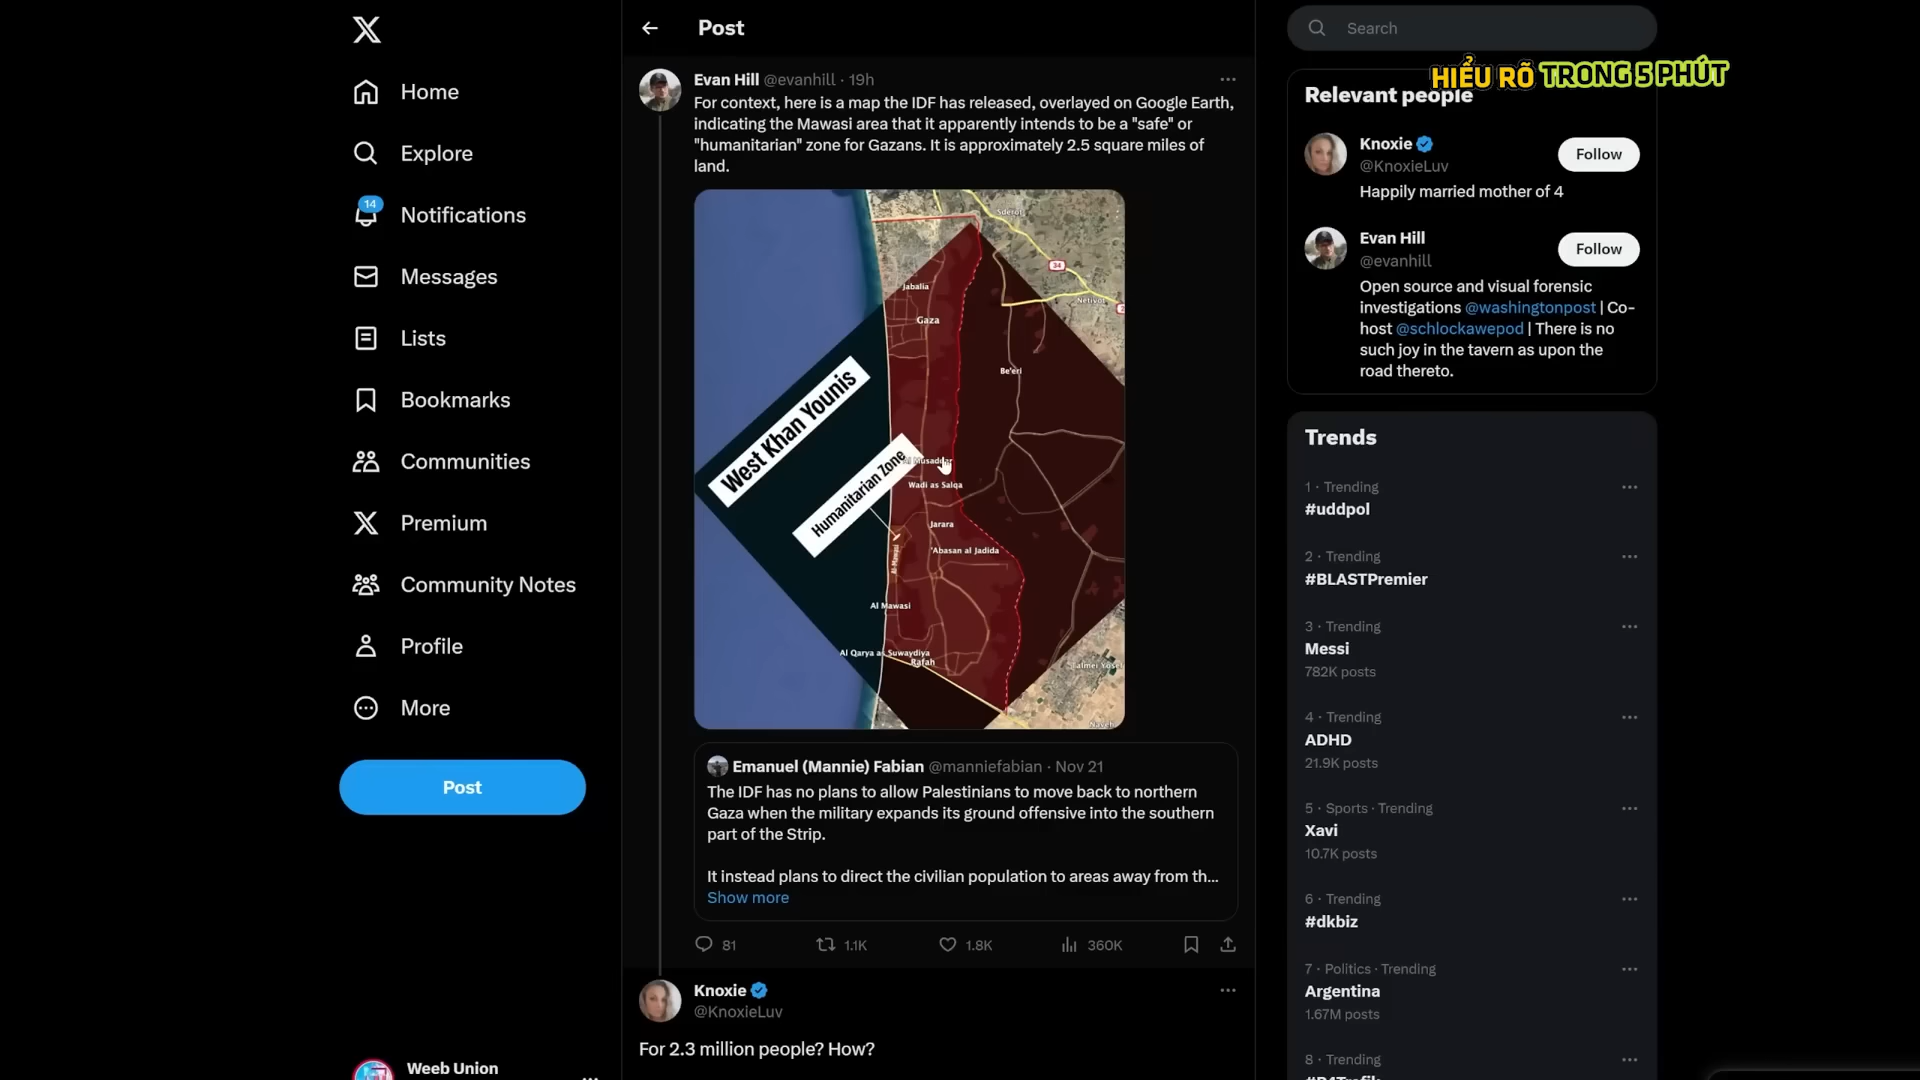 Home
Explore
14
Notifications
Messages
Lists
Bookmarks
Communities
Premium
Community Notes
Profile
More
Post
Weeb Union
Post
Evan Hill @evanhill · 19h
For context, here is a map the IDF has released, overlayed on Google Earth,
indicating the Mawasi area that it apparently intends to be a "safe" or
"humanitarian" zone for Gazans. It is approximately 2.5 square miles of
land.
Sderot
34
Jabalia
Netivot
Gaza
Be'eri
West Khan Younis
Humanitarian Zone
Wadi as Salqa
Jarara
'Abasan al Jadida
Al Mawasi
Al Mawasi
Al Qarya as Suwaydiya
Rafah
Emanuel (Mannie) Fabian @manniefabian · Nov 21
The IDF has no plans to allow Palestinians to move back to northern
Gaza when the military expands its ground offensive into the southern
part of the Strip.
It instead plans to direct the civilian population to areas away from th...
Show more
81
1.1K
1.8K
360K
Knoxie
@KnoxieLuv
For 2.3 million people? How?
Search
HIỂU RÕ TRONG 5 PHÚT
Relevant people
Knoxie
@KnoxieLuv
Follow
Happily married mother of 4
Evan Hill
@evanhill
Follow
Open source and visual forensic
investigations @washingtonpost | Co-
host @schlockawepod | There is no
such joy in the tavern as upon the
road thereto.
Trends
1 · Trending
#uddpol
2 · Trending
#BLASTPremier
3 · Trending
Messi
782K posts
4 · Trending
ADHD
21.9K posts
5 · Sports · Trending
Xavi
10.7K posts
6 · Trending
#dkbiz
7 · Politics · Trending
Argentina
1.67M posts
8 · Trending